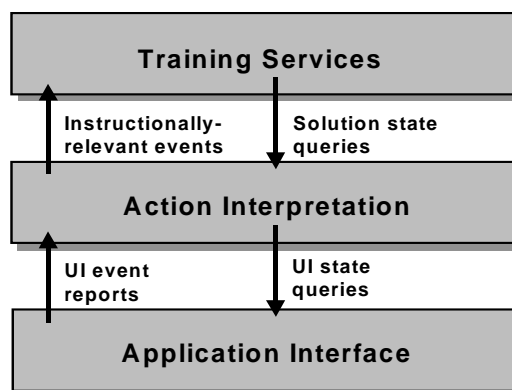 Training Services
Instructionally-
relevant events
Solution state
queries
Action Interpretation
UI event
reports
UI state
queries
Application Interface